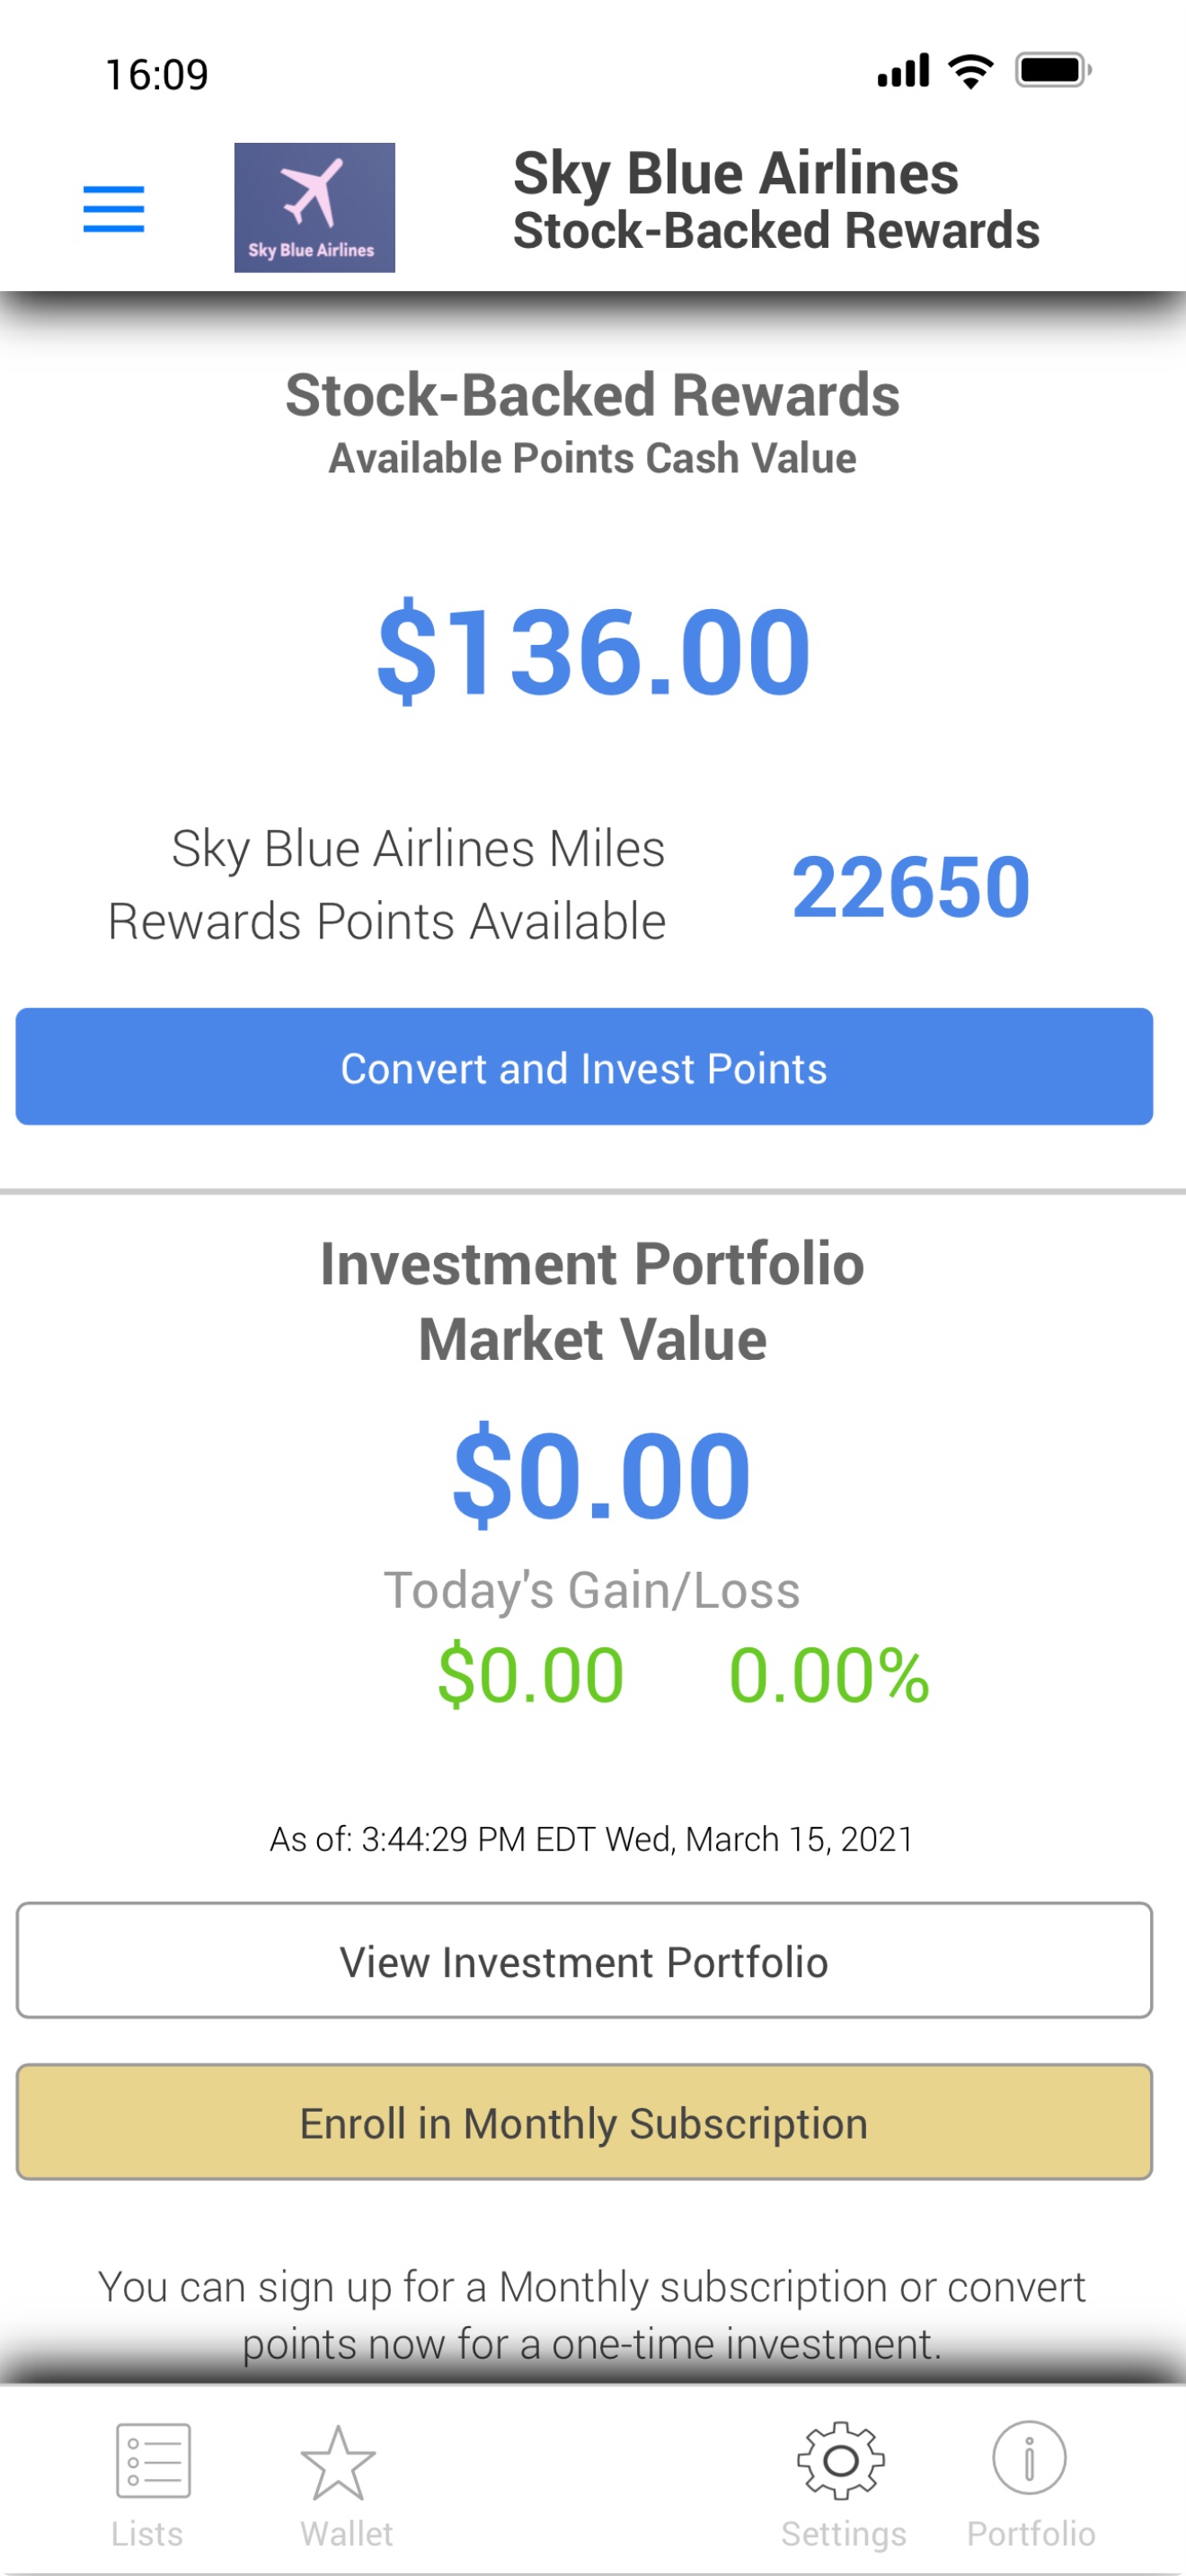 16:09
Sky Blue Airlines
Sky Blue Airlines
Stock-Backed Rewards
Stock-Backed Rewards
Available Points Cash Value
$136.00
Sky Blue Airlines Miles
Rewards Points Available
22650
Convert and Invest Points
Investment Portfolio
Market Value
$0.00
Today's Gain/Loss
$0.00 0.00%
As of: 3:44:29 PM EDT Wed, March 15, 2021
View Investment Portfolio
Enroll in Monthly Subscription
You can sign up for a Monthly subscription or convert
points now for a one-time investment.
Lists Wallet Settings Portfolio